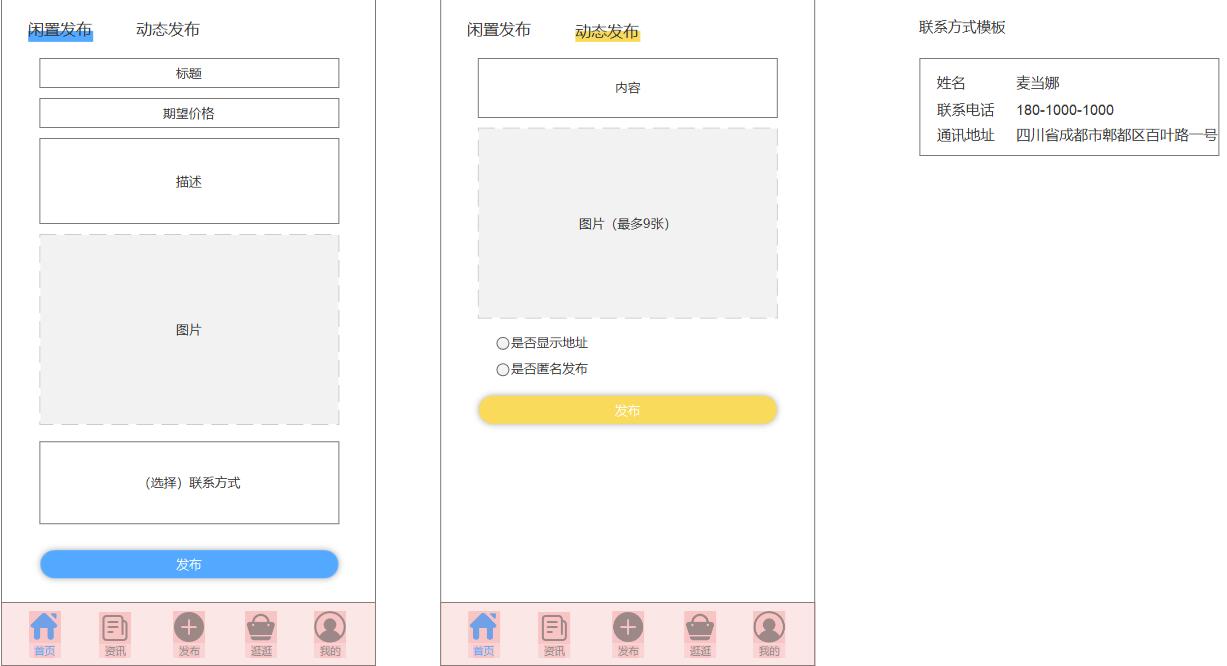 闲置发布 动态发布
标题
期望价格
描述
图片
（选择）联系方式
发布
首页 资讯 发布 逛逛 我的
闲置发布 动态发布
内容
图片（最多9张）
是否显示地址
是否匿名发布
发布
首页 资讯 发布 逛逛 我的
联系方式模板
姓名 麦当娜
联系电话 180-1000-1000
通讯地址 四川省成都市郫都区百叶路一号